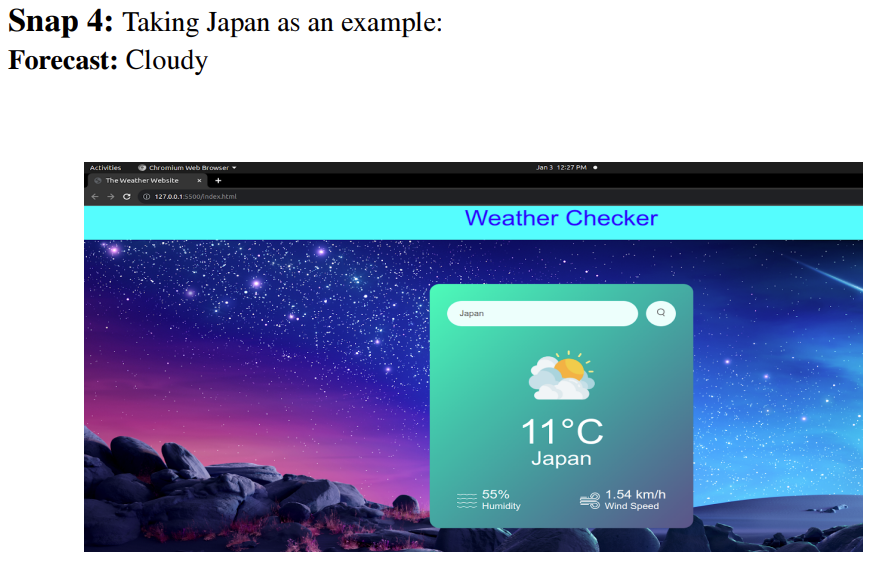 Snap 4: Taking Japan as an example:
Forecast: Cloudy
Activities Chromium Web Browser Jan 3 12:27 PM
The Weather Website
127.0.0.1:5500/index.html
Weather Checker
Japan
11°C
Japan
55% 1.54 km/h
Humidity Wind Speed